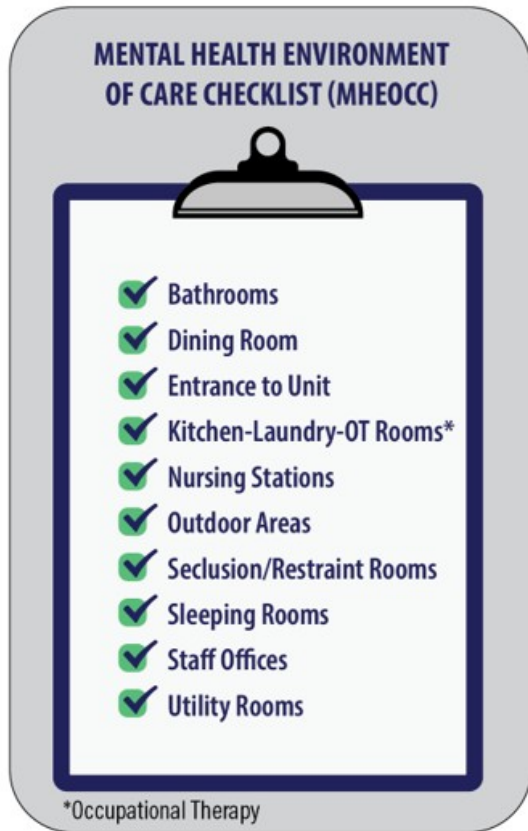 MENTAL HEALTH ENVIRONMENT
OF CARE CHECKLIST (MHEOCC)
Bathrooms
Dining Room
Entrance to Unit
Kitchen-Laundry-OT Rooms*
Nursing Stations
Outdoor Areas
Seclusion/Restraint Rooms
Sleeping Rooms
Staff Offices
Utility Rooms
*Occupational Therapy